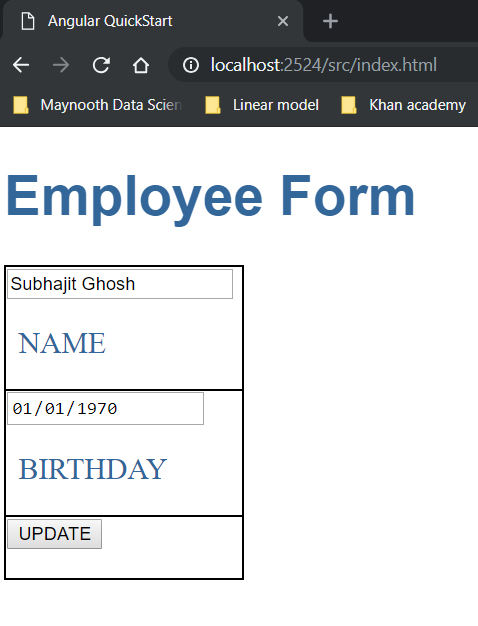 Angular QuickStart
localhost:2524/src/index.html
Maynooth Data Scien
Linear model
Khan academy
Employee Form
Subhajit Ghosh
NAME
01/01/1970
BIRTHDAY
UPDATE